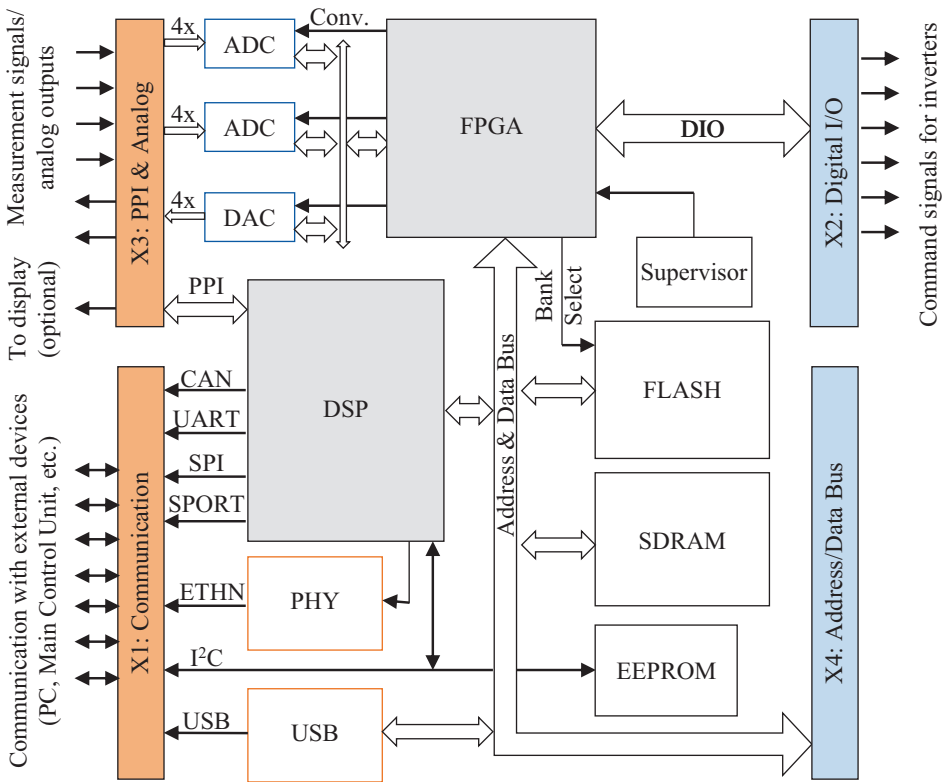 Measurement signals/
analog outputs
To display
(optional)
Communication with external devices
(PC, Main Control Unit, etc.)
X3: PPI & Analog
X1: Communication
4x
ADC
Conv.
4x
ADC
4x
DAC
FPGA
DIO
X2: Digital I/O
Command signals for inverters
Supervisor
Bank
Select
PPI
DSP
CAN
UART
SPI
SPORT
Address & Data Bus
FLASH
SDRAM
X4: Address/Data Bus
ETHN
PHY
I²C
EEPROM
USB
USB